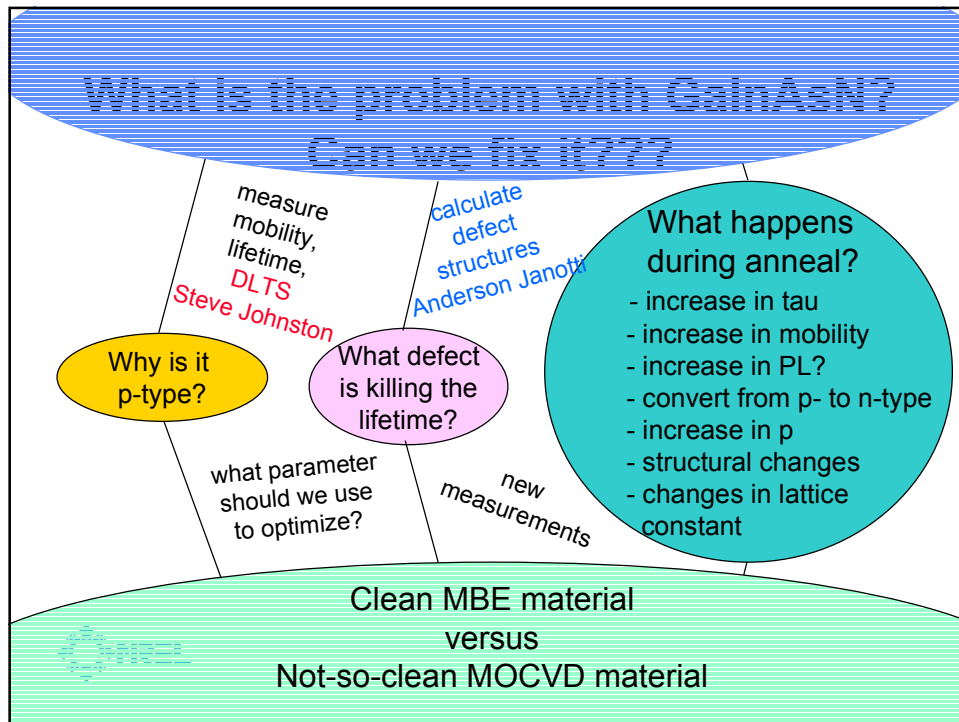 What is the problem with GaInAsN?
Can we fix it???
measure
mobility,
lifetime,
DLTS
Steve Johnston
calculate
defect
structures
Anderson Janotti
What happens
during anneal?
- increase in tau
- increase in mobility
- increase in PL?
- convert from p- to n-type
- increase in p
- structural changes
- changes in lattice
constant
Why is it
p-type?
What defect
is killing the
lifetime?
what parameter
should we use
to optimize?
new
measurements
Clean MBE material
versus
Not-so-clean MOCVD material
NREL